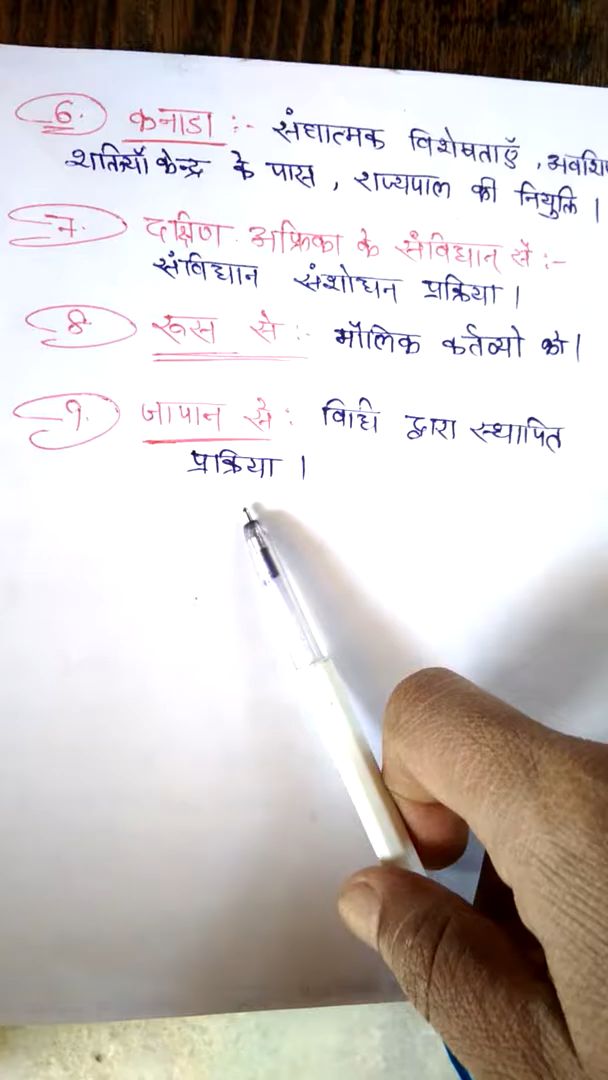 6. कनाडा :- संघात्मक विशेषताएँ , अवशि
शक्तियाँ केन्द्र के पास , राज्यपाल की नियुक्ति ।
7. दक्षिण अफ्रिका के संविधान से :-
संविधान संशोधन प्रक्रिया ।
8. रूस से :- मौलिक कर्तव्यो को ।
9. जापान से : विधि द्वारा स्थापित
प्रक्रिया ।